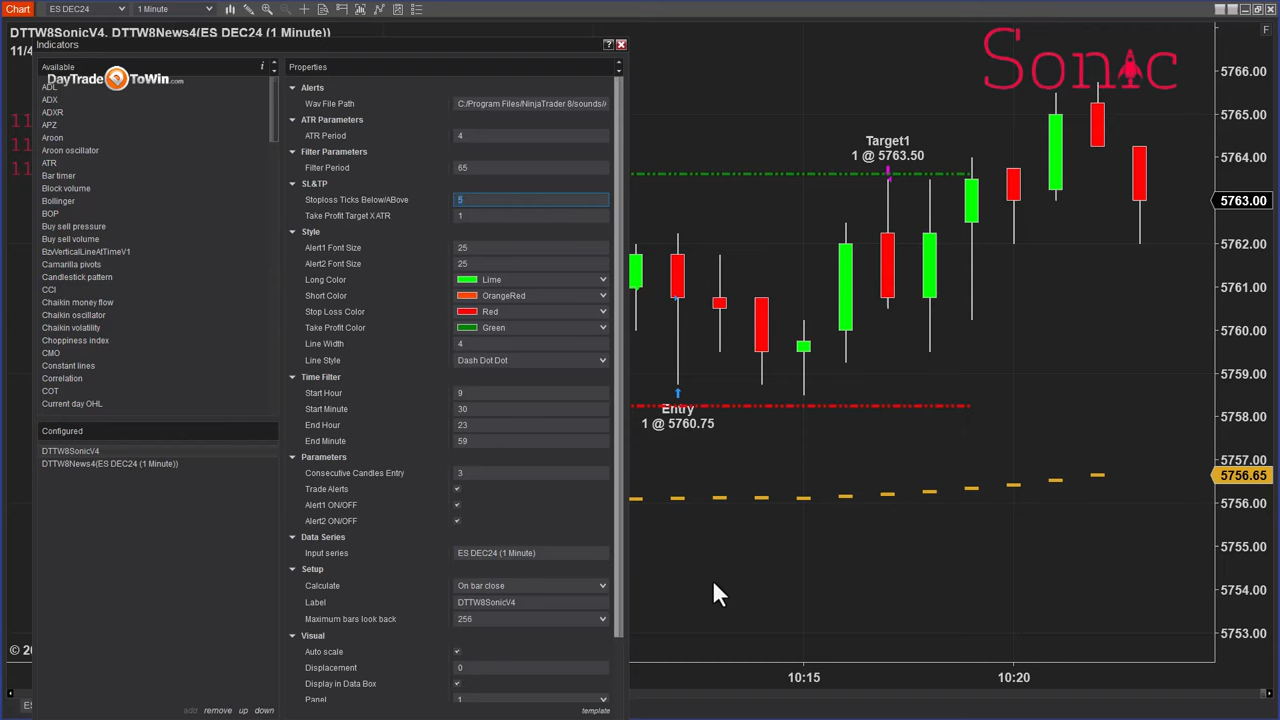 Chart
ES DEC24
1 Minute
DTTW8SonicV4, DTTW8News4(ES DEC24 (1 Minute))
11/4
Indicators
?
Available
i
DayTradeToWin.com
ADL
ADX
ADXR
APZ
Aroon
Aroon oscillator
ATR
Bar timer
Block volume
Bollinger
BOP
Buy sell pressure
Buy sell volume
BzvVerticalLineAtTimeV1
Camarilla pivots
Candlestick pattern
CCI
Chaikin money flow
Chaikin oscillator
Chaikin volatility
Choppiness index
CMO
Constant lines
Correlation
COT
Current day OHL
Configured
DTTW8SonicV4
DTTW8News4(ES DEC24 (1 Minute))
add remove up down
Properties
Alerts
Wav File Path C:/Program Files/NinjaTrader 8/sounds/
ATR Parameters
ATR Period 4
Filter Parameters
Filter Period 65
SL&TP
Stoploss Ticks Below/ABove 5
Take Profit Target X ATR 1
Style
Alert1 Font Size 25
Alert2 Font Size 25
Long Color Lime
Short Color OrangeRed
Stop Loss Color Red
Take Profit Color Green
Line Width 4
Line Style Dash Dot Dot
Time Filter
Start Hour 9
Start Minute 30
End Hour 23
End Minute 59
Parameters
Consecutive Candles Entry 3
Trade Alerts
Alert1 ON/OFF
Alert2 ON/OFF
Data Series
Input series ES DEC24 (1 Minute)
Setup
Calculate On bar close
Label DTTW8SonicV4
Maximum bars look back 256
Visual
Auto scale
Displacement 0
Display in Data Box
Panel 1
template
Sonic
F
Target1
1 @ 5763.50
Entry
1 @ 5760.75
5766.00
5765.00
5764.00
5763.00
5762.00
5761.00
5760.00
5759.00
5758.00
5757.00
5756.65
5756.00
5755.00
5754.00
5753.00
10:15
10:20
ES